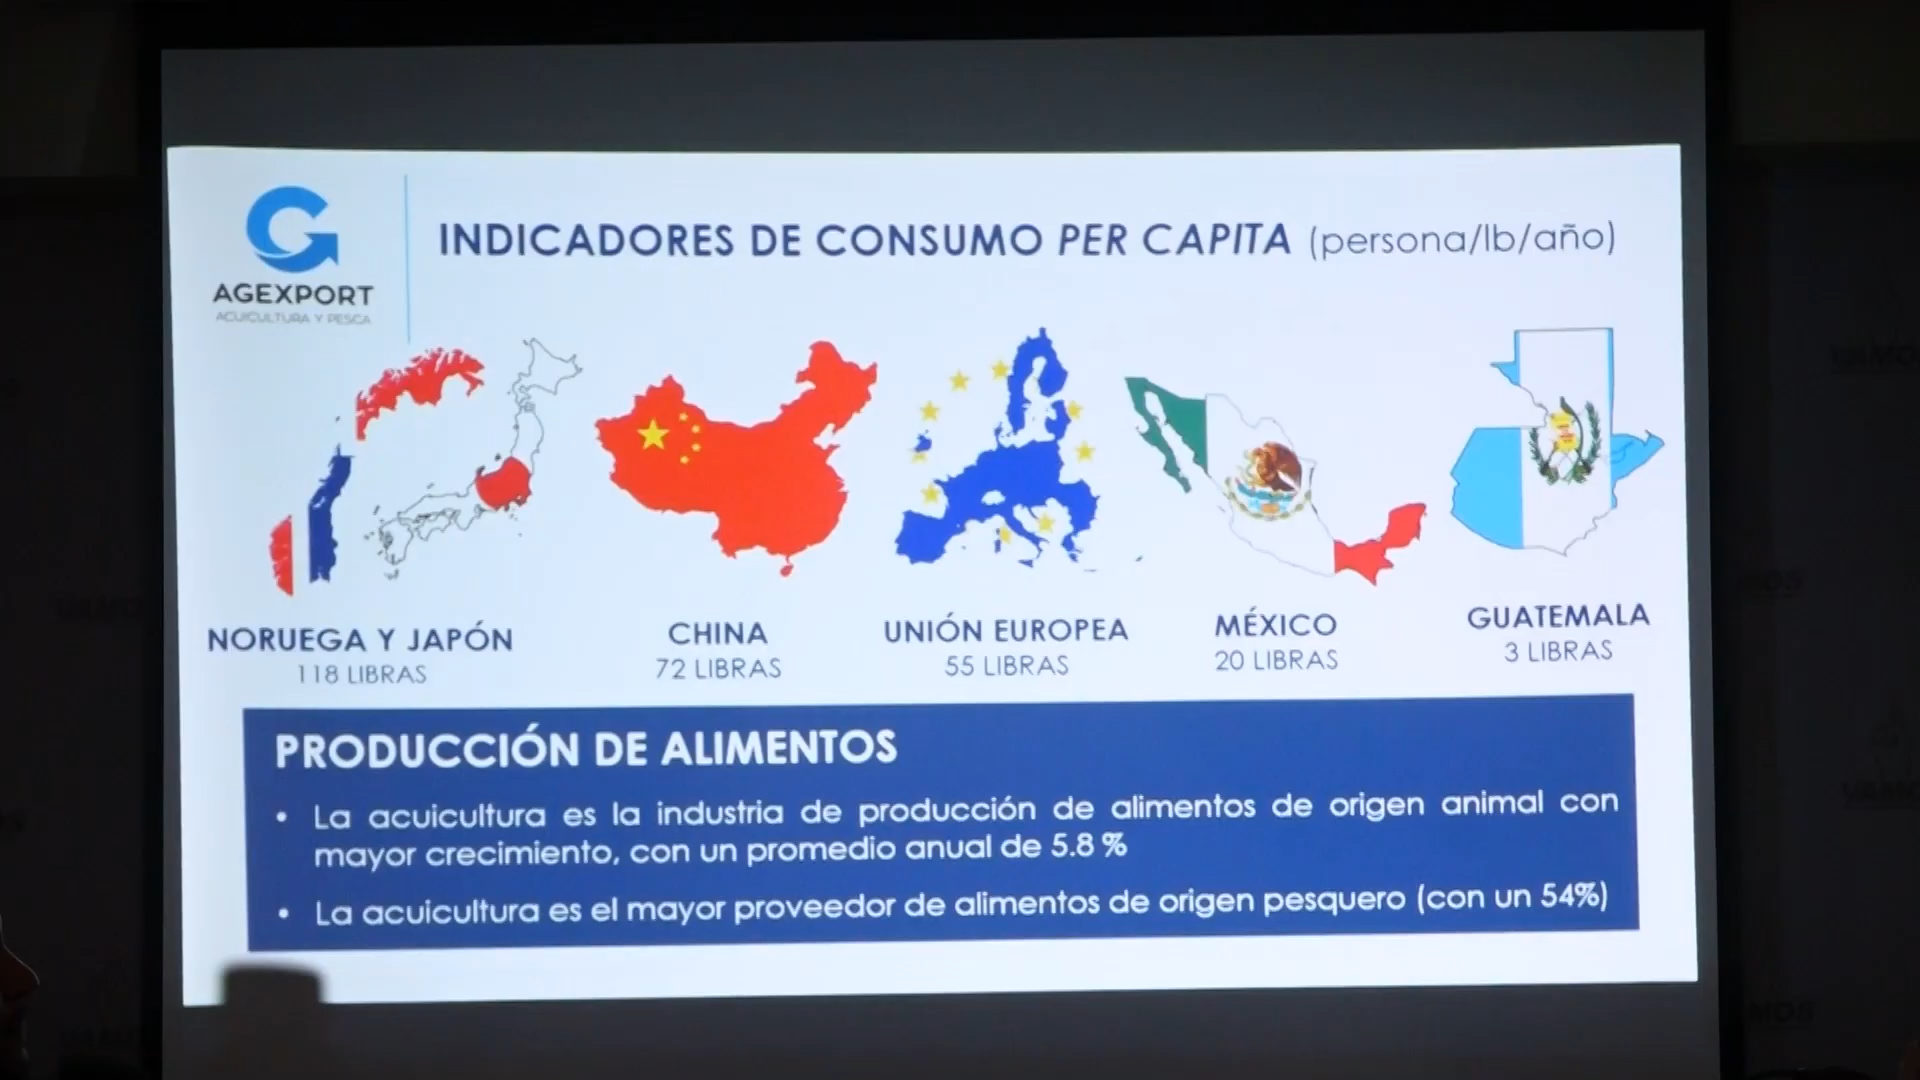 AGEXPORT
ACUICULTURA Y PESCA
INDICADORES DE CONSUMO PER CAPITA (persona/lb/año)
NORUEGA Y JAPÓN
118 LIBRAS
CHINA
72 LIBRAS
UNIÓN EUROPEA
55 LIBRAS
MÉXICO
20 LIBRAS
GUATEMALA
3 LIBRAS
PRODUCCIÓN DE ALIMENTOS
• La acuicultura es la industria de producción de alimentos de origen animal con
mayor crecimiento, con un promedio anual de 5.8 %
• La acuicultura es el mayor proveedor de alimentos de origen pesquero (con un 54%)